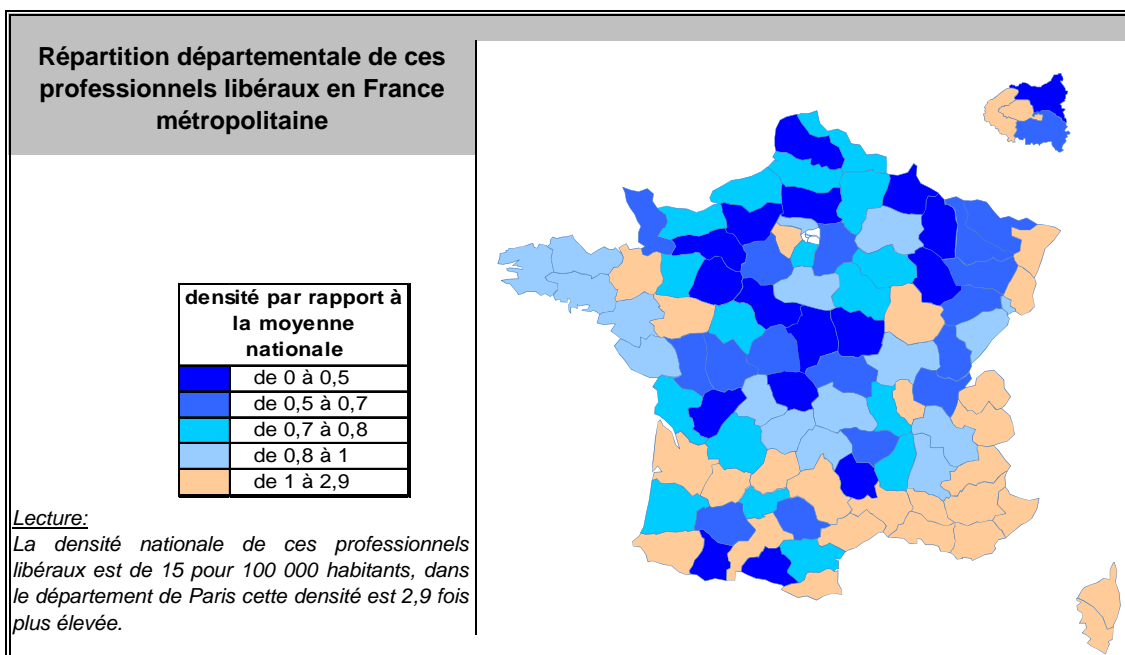 Répartition départementale de ces
professionnels libéraux en France
métropolitaine
densité par rapport à
la moyenne
nationale
de 0 à 0,5
de 0,5 à 0,7
de 0,7 à 0,8
de 0,8 à 1
de 1 à 2,9
Lecture:
La densité nationale de ces professionnels
libéraux est de 15 pour 100 000 habitants, dans
le département de Paris cette densité est 2,9 fois
plus élevée.